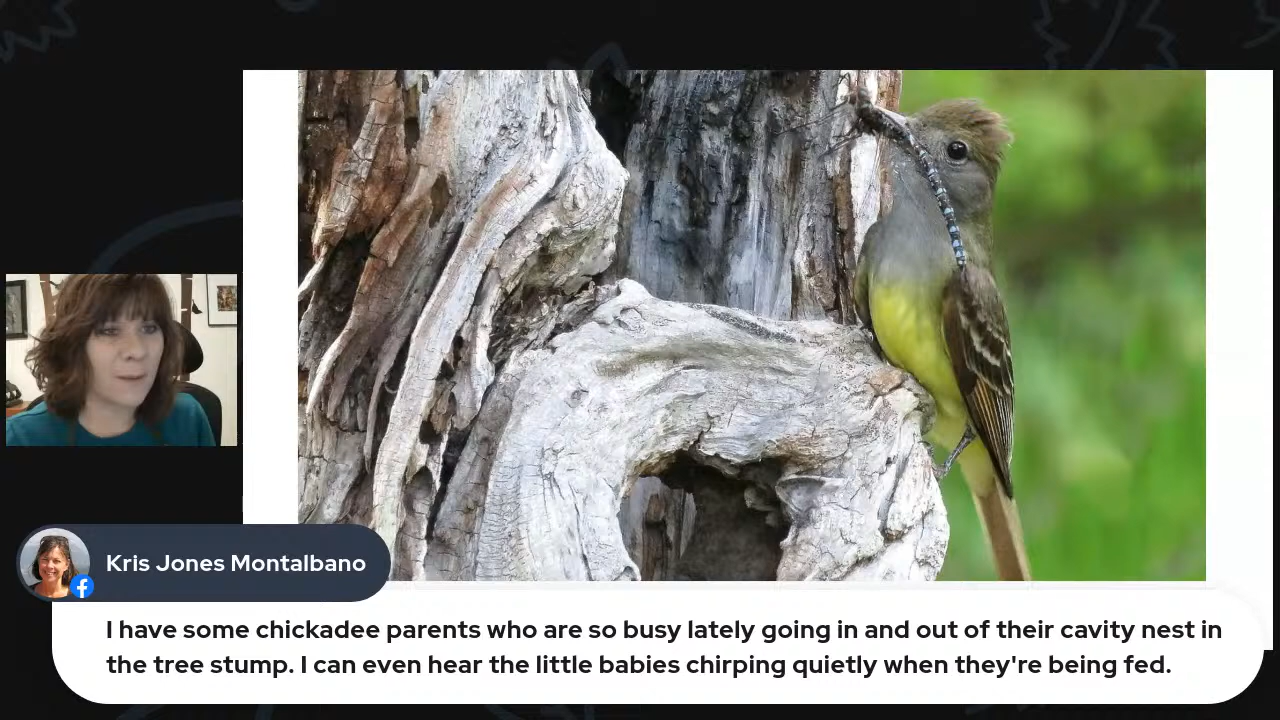 Kris Jones Montalbano
I have some chickadee parents who are so busy lately going in and out of their cavity nest in
the tree stump. I can even hear the little babies chirping quietly when they're being fed.